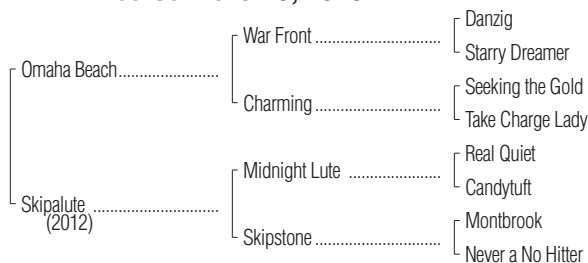 Danzig
War Front ..............................
Starry Dreamer
Omaha Beach.........................
Seeking the Gold
Charming ...............................
Take Charge Lady
Real Quiet
Midnight Lute ......................
Candytuft
Skipalute ...............................
(2012)
Montbrook
Skipstone ...............................
Never a No Hitter